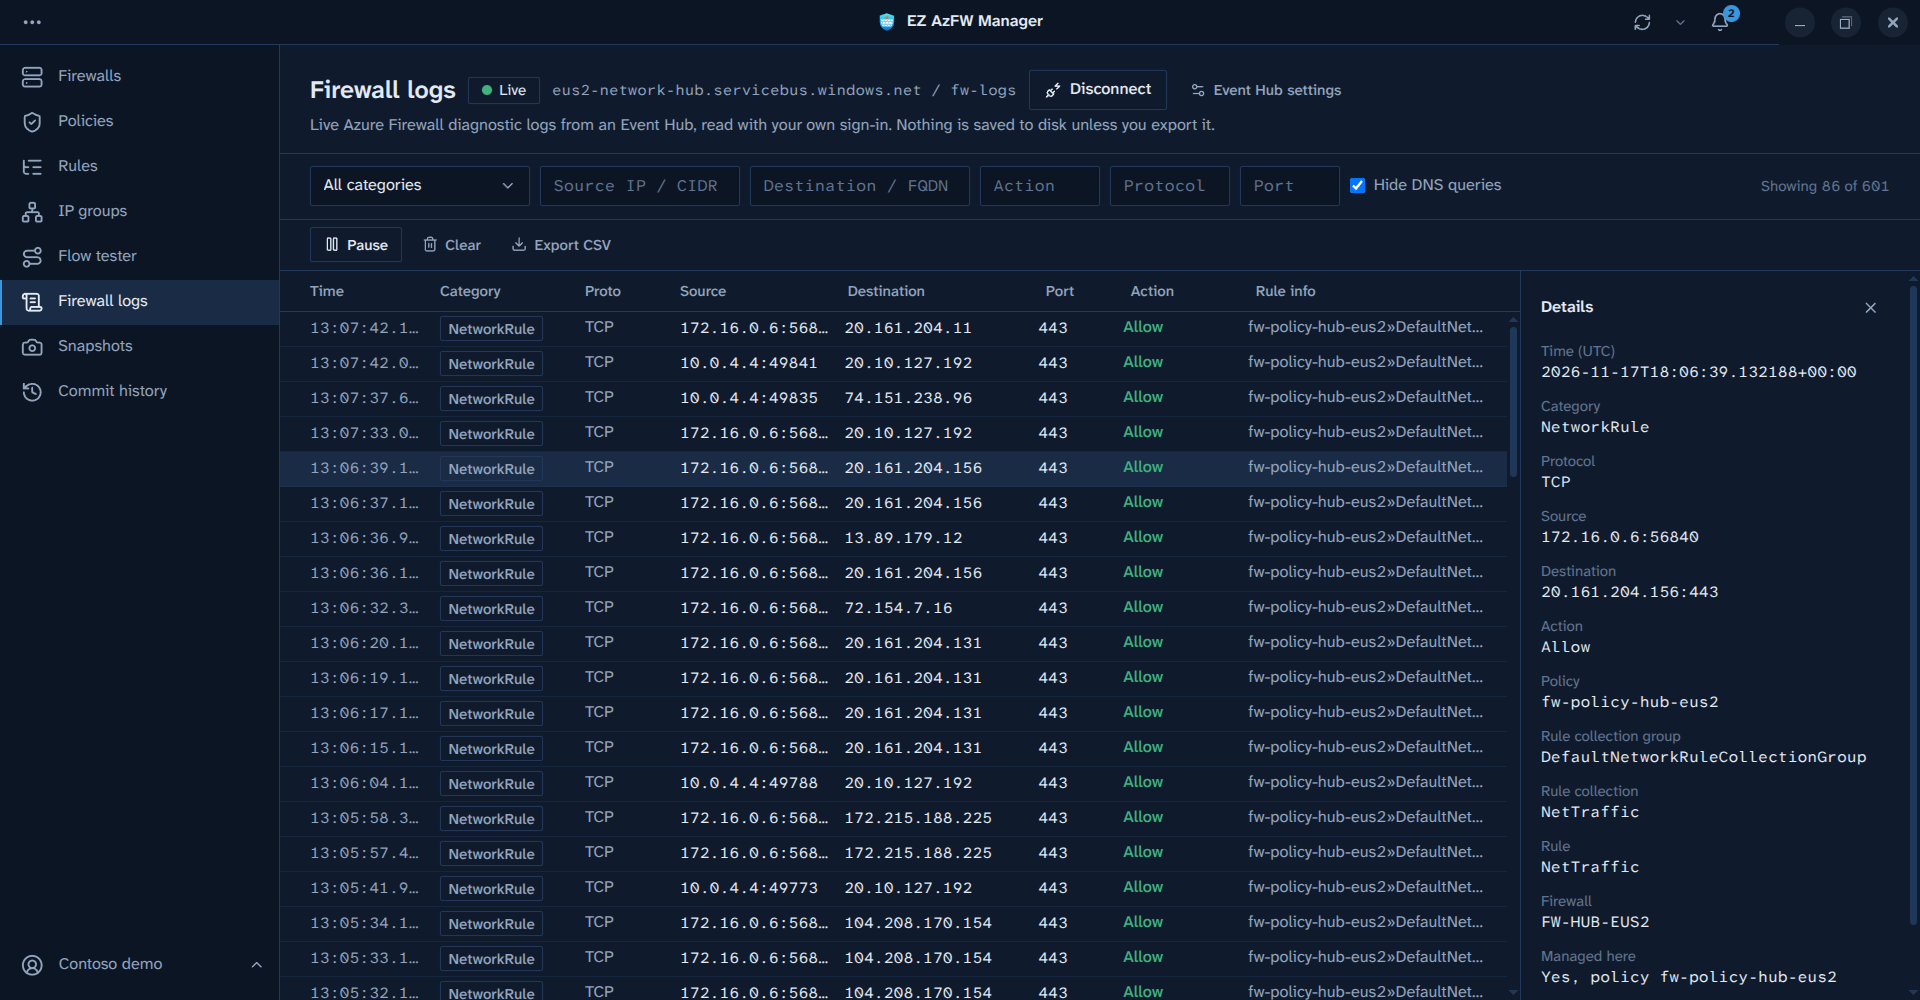 EZ AzFW Manager
2
Firewalls
Policies
Rules
IP groups
Flow tester
Firewall logs
Snapshots
Commit history
Contoso demo
Firewall logs Live eus2-network-hub.servicebus.windows.net / fw-logs Disconnect Event Hub settings
Live Azure Firewall diagnostic logs from an Event Hub, read with your own sign-in. Nothing is saved to disk unless you export it.
All categories Source IP / CIDR Destination / FQDN Action Protocol Port Hide DNS queries Showing 86 of 601
Pause Clear Export CSV
Time Category Proto Source Destination Port Action Rule info
13:07:42.1… NetworkRule TCP 172.16.0.6:568… 20.161.204.11 443 Allow fw-policy-hub-eus2»DefaultNet...
13:07:42.0… NetworkRule TCP 10.0.4.4:49841 20.10.127.192 443 Allow fw-policy-hub-eus2»DefaultNet...
13:07:37.6… NetworkRule TCP 10.0.4.4:49835 74.151.238.96 443 Allow fw-policy-hub-eus2»DefaultNet...
13:07:33.0… NetworkRule TCP 172.16.0.6:568… 20.10.127.192 443 Allow fw-policy-hub-eus2»DefaultNet...
13:06:39.1… NetworkRule TCP 172.16.0.6:568… 20.161.204.156 443 Allow fw-policy-hub-eus2»DefaultNet...
13:06:37.1… NetworkRule TCP 172.16.0.6:568… 20.161.204.156 443 Allow fw-policy-hub-eus2»DefaultNet...
13:06:36.9… NetworkRule TCP 172.16.0.6:568… 13.89.179.12 443 Allow fw-policy-hub-eus2»DefaultNet...
13:06:36.1… NetworkRule TCP 172.16.0.6:568… 20.161.204.156 443 Allow fw-policy-hub-eus2»DefaultNet...
13:06:32.3… NetworkRule TCP 172.16.0.6:568… 72.154.7.16 443 Allow fw-policy-hub-eus2»DefaultNet...
13:06:20.1… NetworkRule TCP 172.16.0.6:568… 20.161.204.131 443 Allow fw-policy-hub-eus2»DefaultNet...
13:06:19.1… NetworkRule TCP 172.16.0.6:568… 20.161.204.131 443 Allow fw-policy-hub-eus2»DefaultNet...
13:06:17.1… NetworkRule TCP 172.16.0.6:568… 20.161.204.131 443 Allow fw-policy-hub-eus2»DefaultNet...
13:06:15.1… NetworkRule TCP 172.16.0.6:568… 20.161.204.131 443 Allow fw-policy-hub-eus2»DefaultNet...
13:06:04.1… NetworkRule TCP 10.0.4.4:49788 20.10.127.192 443 Allow fw-policy-hub-eus2»DefaultNet...
13:05:58.3… NetworkRule TCP 172.16.0.6:568… 172.215.188.225 443 Allow fw-policy-hub-eus2»DefaultNet...
13:05:57.4… NetworkRule TCP 172.16.0.6:568… 172.215.188.225 443 Allow fw-policy-hub-eus2»DefaultNet...
13:05:41.9… NetworkRule TCP 10.0.4.4:49773 20.10.127.192 443 Allow fw-policy-hub-eus2»DefaultNet...
13:05:34.1… NetworkRule TCP 172.16.0.6:568… 104.208.170.154 443 Allow fw-policy-hub-eus2»DefaultNet...
13:05:33.1… NetworkRule TCP 172.16.0.6:568… 104.208.170.154 443 Allow fw-policy-hub-eus2»DefaultNet...
13:05:32.1… NetworkRule TCP 172.16.0.6:568… 104.208.170.154 443 Allow fw-policy-hub-eus2»DefaultNet...
Details
Time (UTC)
2026-11-17T18:06:39.132188+00:00
Category
NetworkRule
Protocol
TCP
Source
172.16.0.6:56840
Destination
20.161.204.156:443
Action
Allow
Policy
fw-policy-hub-eus2
Rule collection group
DefaultNetworkRuleCollectionGroup
Rule collection
NetTraffic
Rule
NetTraffic
Firewall
FW-HUB-EUS2
Managed here
Yes, policy fw-policy-hub-eus2